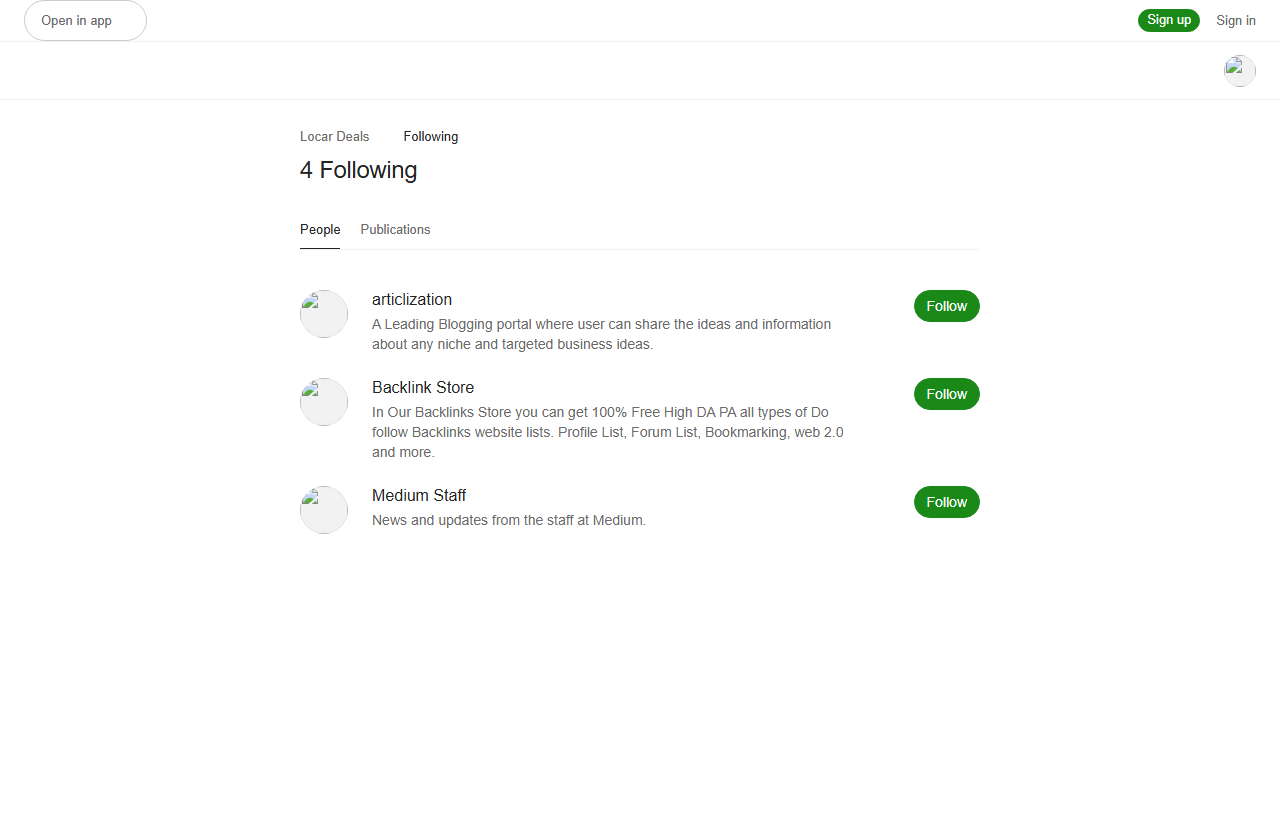 Open in app
Sign up
Sign in
Locar Deals
Following
4 Following
People
Publications
articlization
Follow
A Leading Blogging portal where user can share the ideas and information
about any niche and targeted business ideas.
Backlink Store
Follow
In Our Backlinks Store you can get 100% Free High DA PA all types of Do
follow Backlinks website lists. Profile List, Forum List, Bookmarking, web 2.0
and more.
Medium Staff
Follow
News and updates from the staff at Medium.